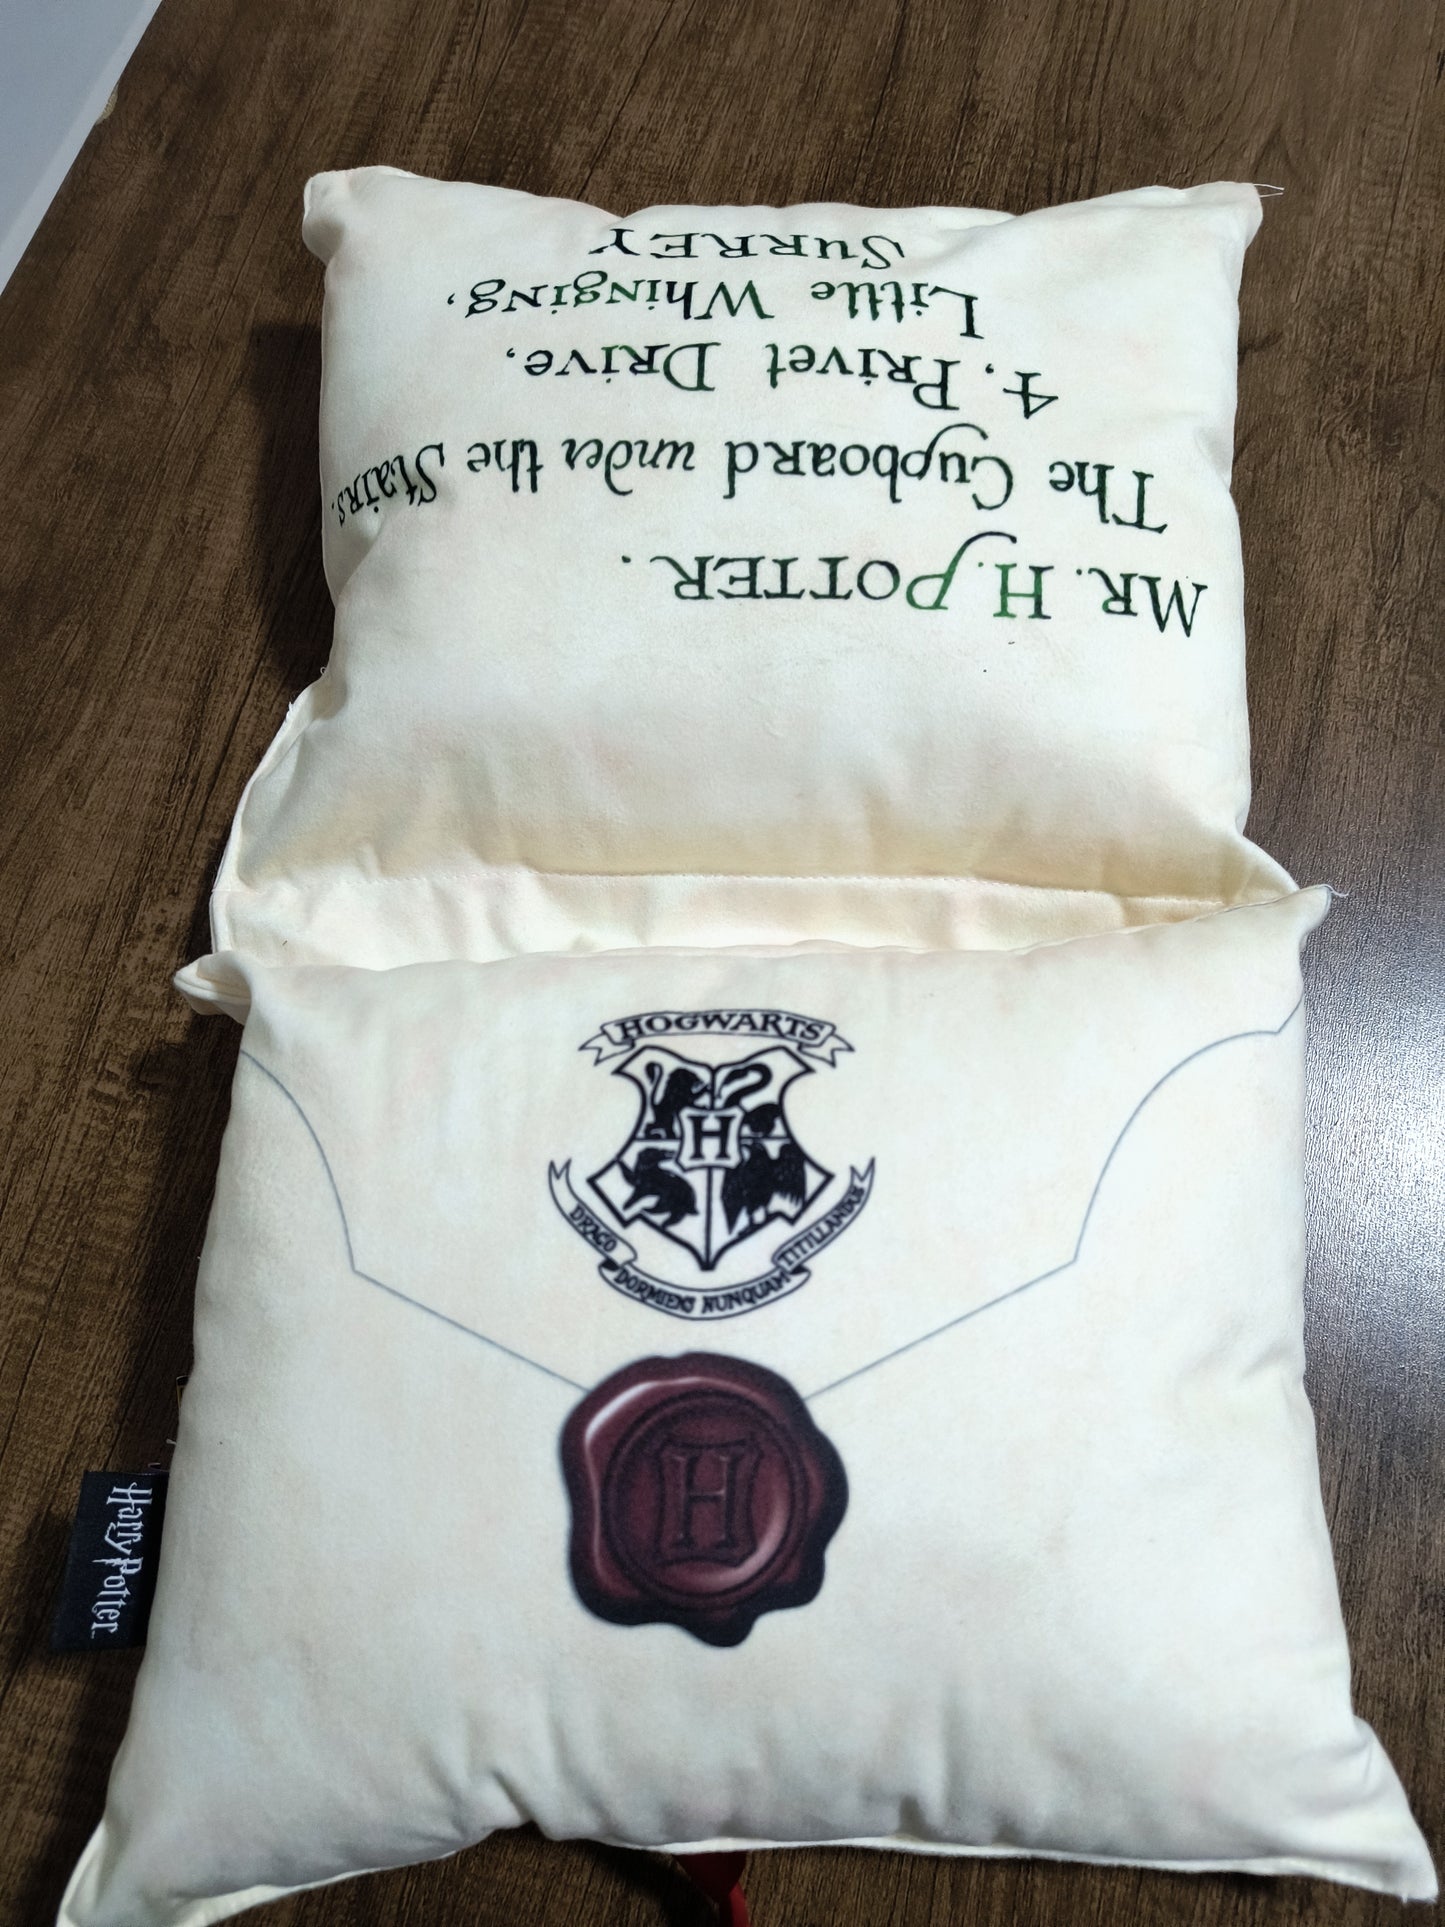 MR. H. POTTER.
The Cupboard under the Stairs.
4, Privet Drive,
Little Whinging,
SURREY
HOGWARTS
H
DRACO DORMIENS NUNQUAM TITILLANDUS
H
Harry Potter